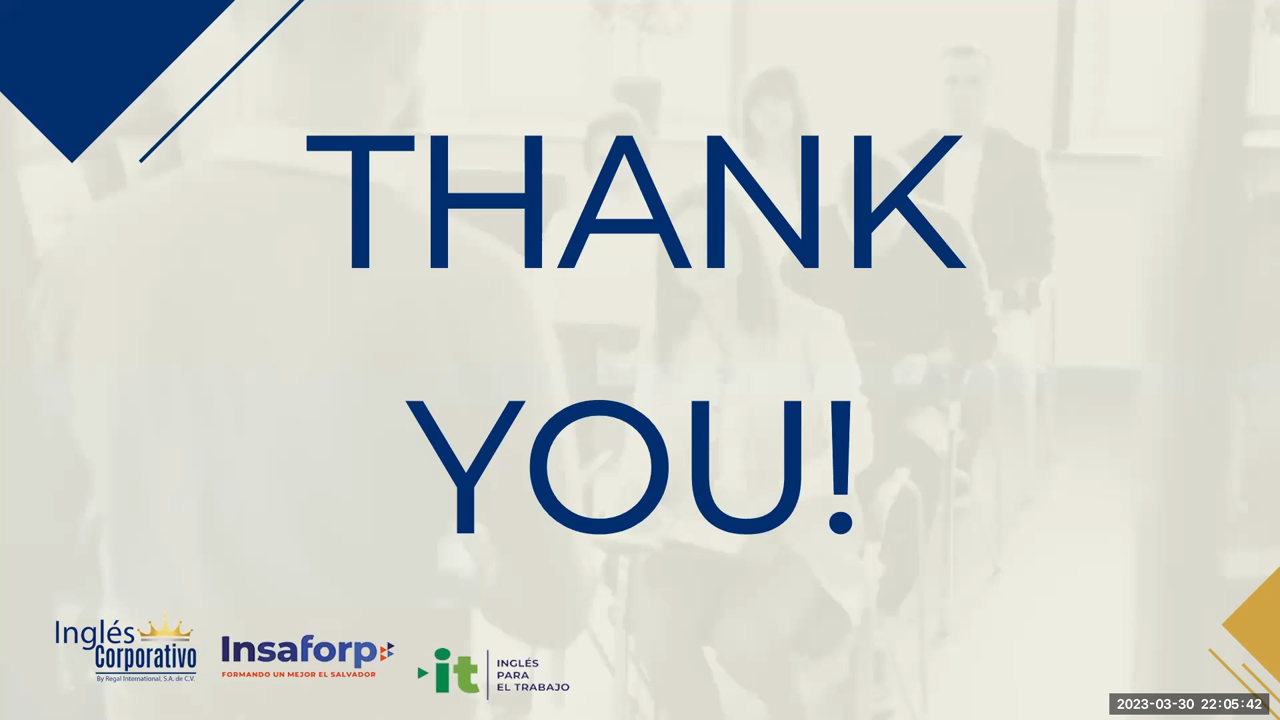 THANK
YOU!
Inglés
Corporativo
By Regal International, S.A. de C.V.
Insaforp
FORMANDO UN MEJOR EL SALVADOR
it
INGLÉS
PARA
EL TRABAJO
2023-03-30 22:05:42